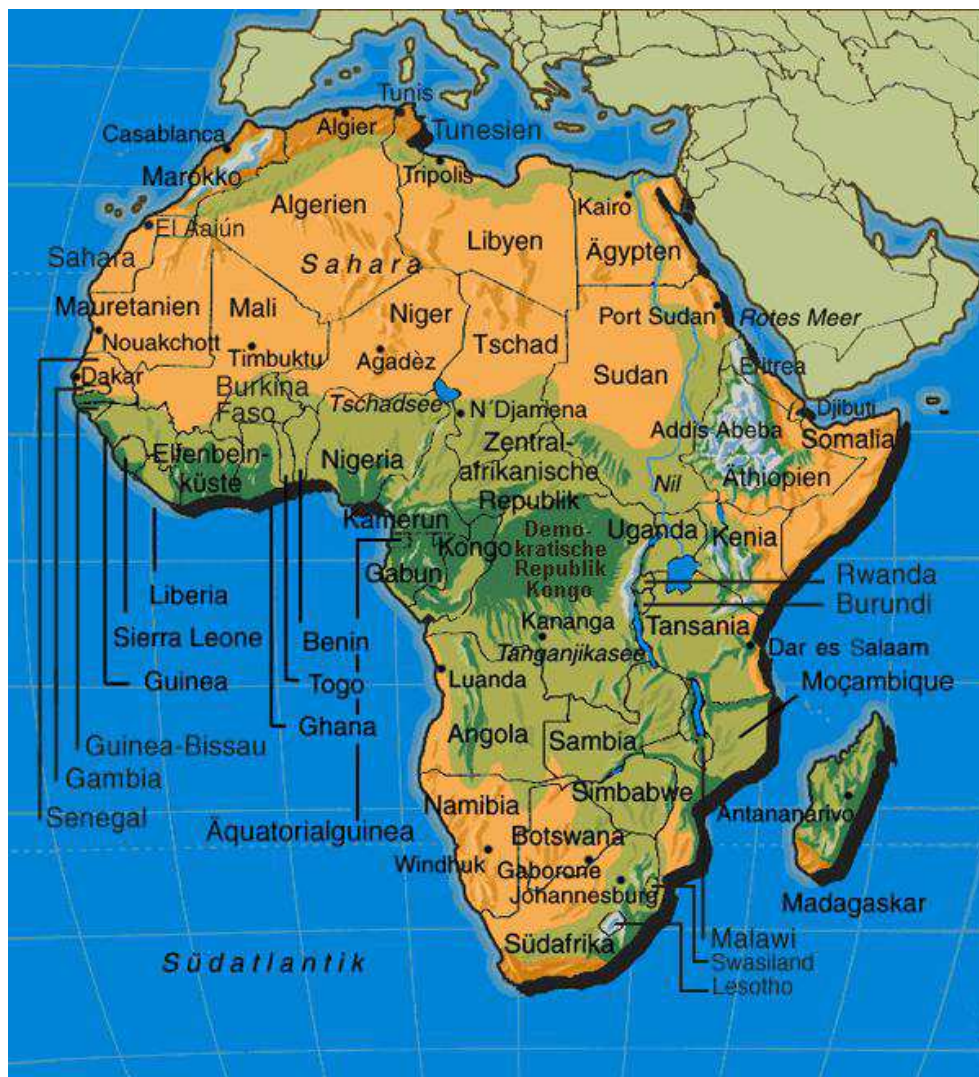 Tunis
Casablanca
Algier
Tunesien
Marokko
Tripolis
Algerien
Kairo
El Aaiún
Sahara
Libyen
Ägypten
Sahara
Mauretanien
Mali
Niger
Port Sudan
Rotes Meer
Nouakchott
Timbuktu
Agadèz
Tschad
Sudan
Eritrea
Dakar
Burkina
Faso
Tschadsee
N´Djamena
Djibuti
Addis Abeba
Somalia
Elfenbein-
küste
Nigeria
Zentral-
afrikanische
Republik
Nil
Äthiopien
Kamerun
Kongo
Gabun
Demo-
kratische
Republik
Kongo
Uganda
Kenia
Rwanda
Burundi
Liberia
Sierra Leone
Guinea
Benin
Togo
Ghana
Kananga
Tanganjikasee
Tansania
Dar es Salaam
Moçambique
Luanda
Guinea-Bissau
Gambia
Senegal
Äquatorialguinea
Angola
Sambia
Simbabwe
Namibia
Botswana
Antananarivo
Windhuk
Gaborone
Johannesburg
Madagaskar
Südafrika
Malawi
Swasiland
Lesotho
Südatlantik